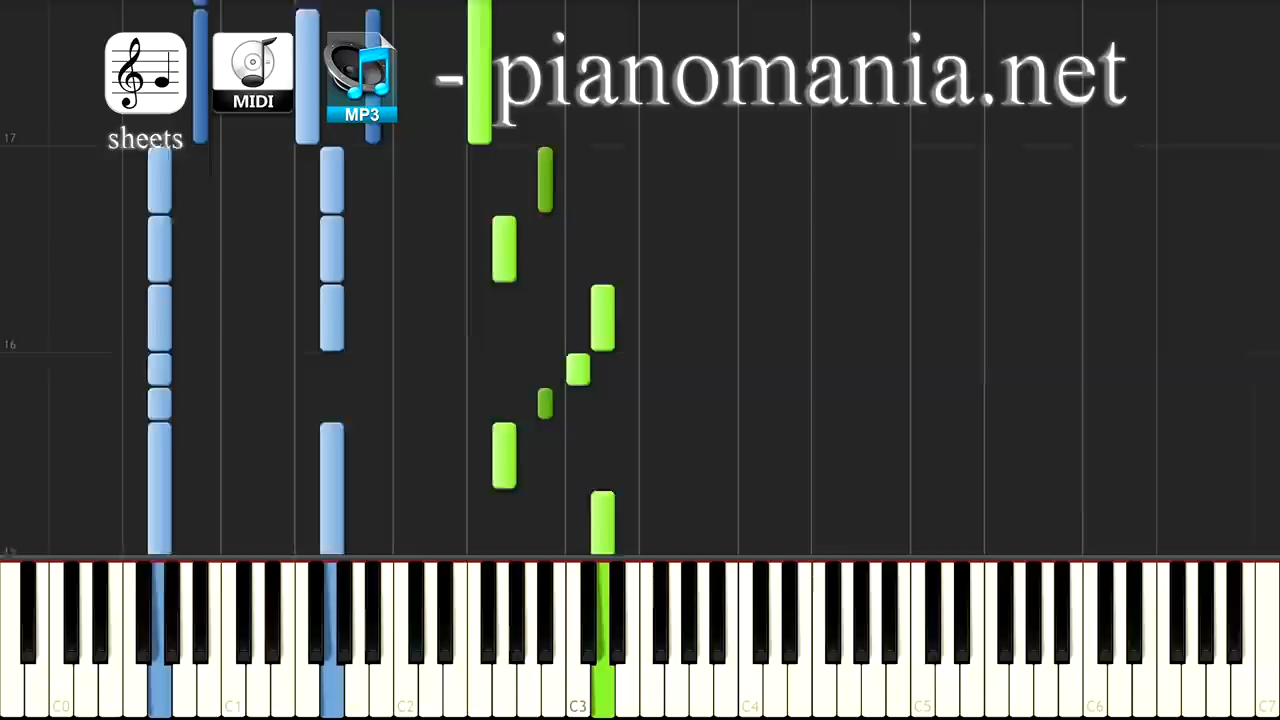 - pianomania.net
MIDI
MP3
sheets
17
16
C0 C1 C2 C3 C4 C5 C6 C7